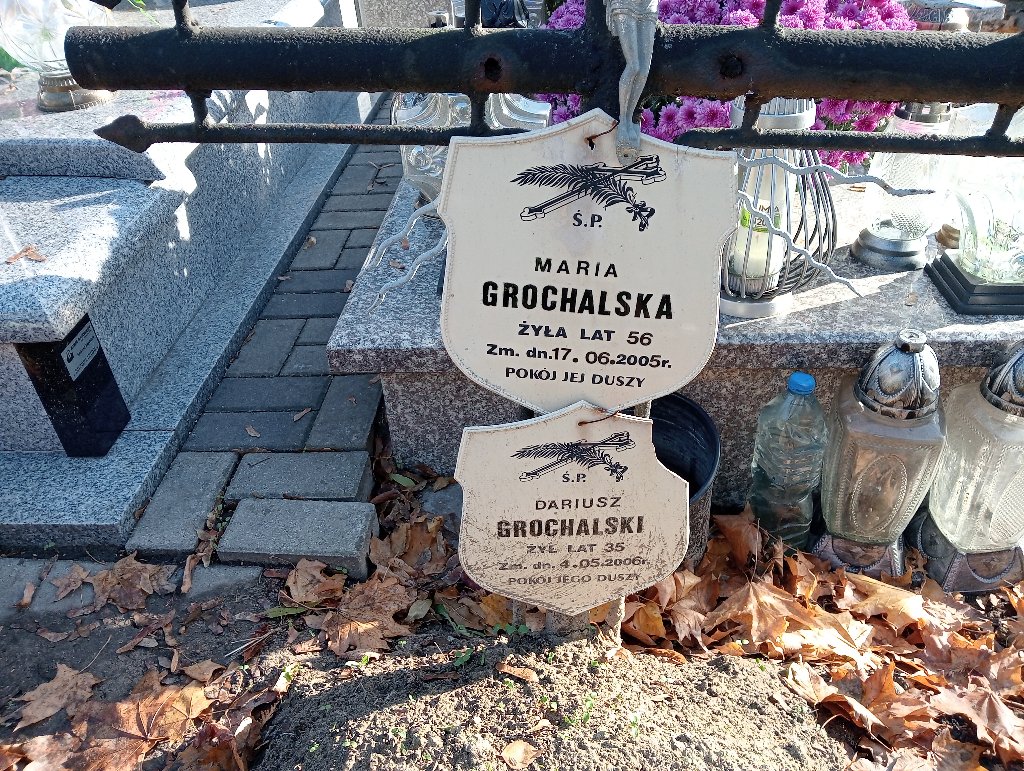 Ś.P.
MARIA
GROCHALSKA
ŻYŁA LAT 56
Zm. dn.17. 06.2005r.
POKÓJ JEJ DUSZY
Ś.P.
DARIUSZ
GROCHALSKI
ŻYŁ LAT 35
Zm. dn. 4.05.2006r.
POKÓJ JEGO DUSZY